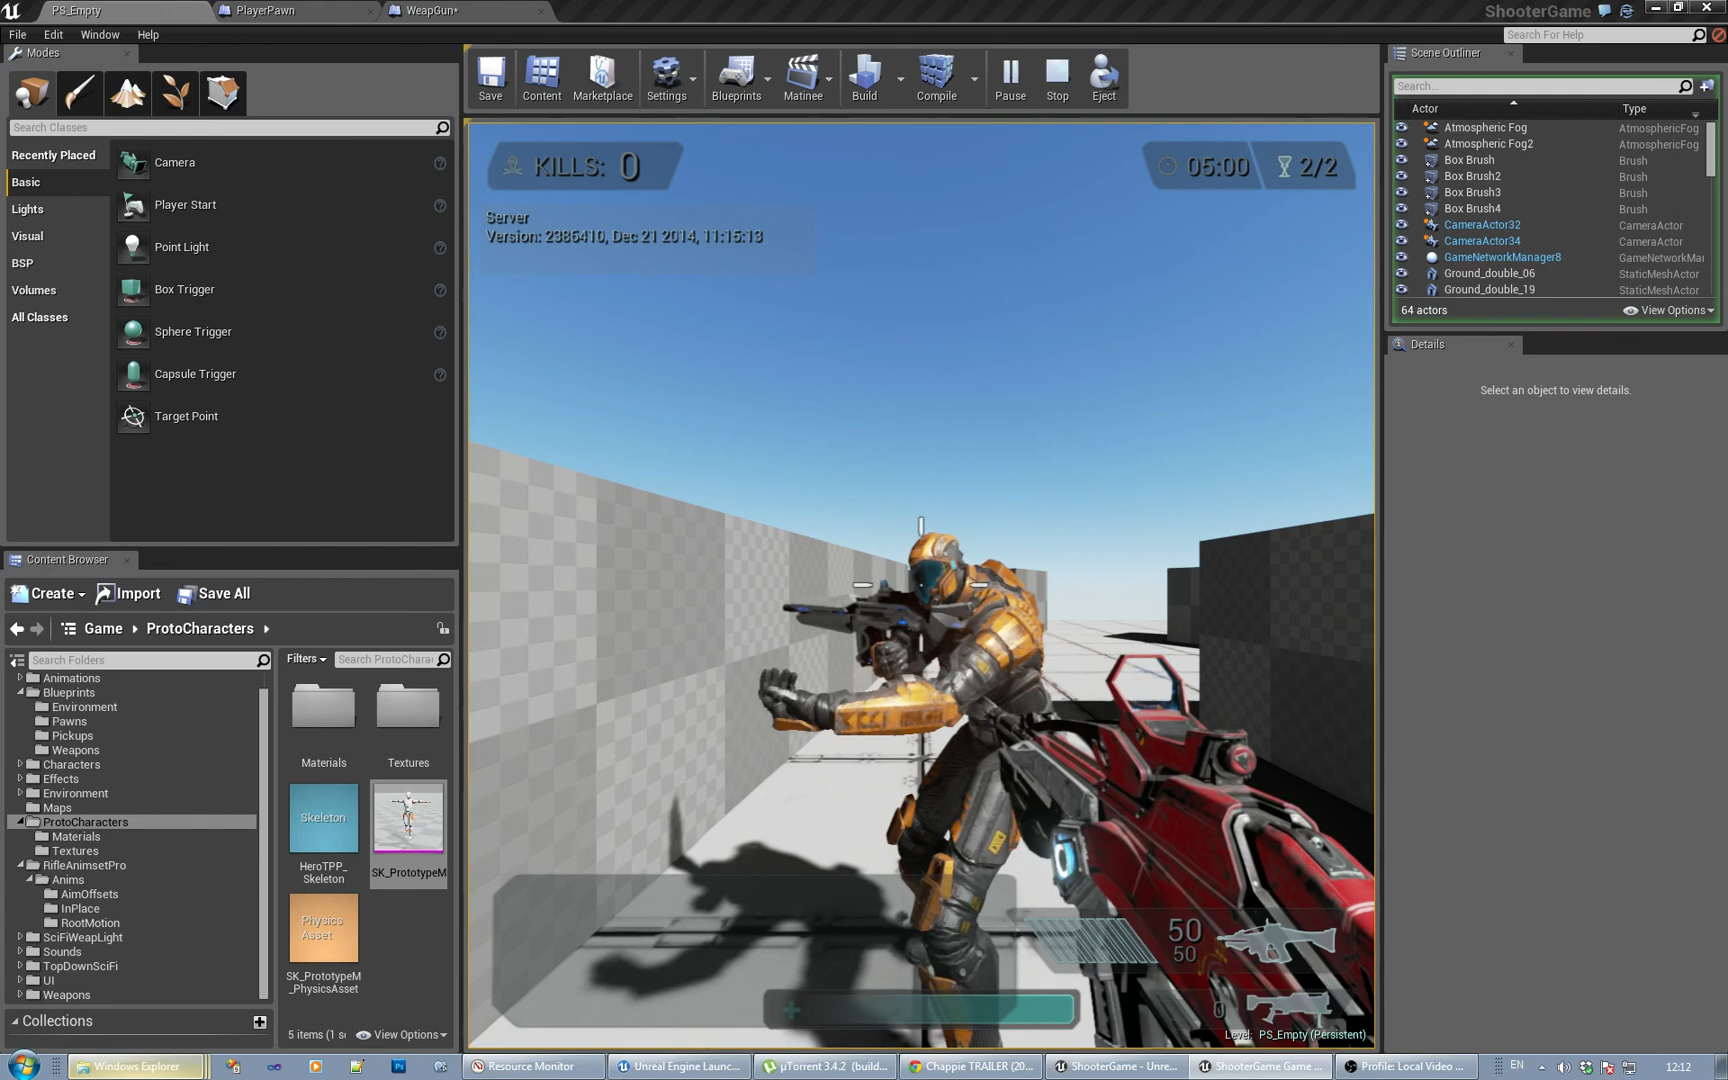 PS_Empty
PlayerPawn
WeapGun*
ShooterGame
File Edit Window Help
Search For Help
Modes
Search Classes
Recently Placed
Basic
Lights
Visual
BSP
Volumes
All Classes
Camera
Player Start
Point Light
Box Trigger
Sphere Trigger
Capsule Trigger
Target Point
Save
Content
Marketplace
Settings
Blueprints
Matinee
Build
Compile
Pause
Stop
Eject
KILLS: 0
05:00
2/2
Server
Version: 2386410, Dec 21 2014, 11:15:13
50
50
0
Level: PS_Empty (Persistent)
Scene Outliner
Search...
Actor Type
Atmospheric Fog AtmosphericFog
Atmospheric Fog2 AtmosphericFog
Box Brush Brush
Box Brush2 Brush
Box Brush3 Brush
Box Brush4 Brush
CameraActor32 CameraActor
CameraActor34 CameraActor
GameNetworkManager8 GameNetworkMar
Ground_double_06 StaticMeshActor
Ground_double_19 StaticMeshActor
64 actors
View Options
Details
Select an object to view details.
Content Browser
Create Import Save All
Game ProtoCharacters
Search Folders
Animations
Blueprints
Environment
Pawns
Pickups
Weapons
Characters
Effects
Environment
Maps
ProtoCharacters
Materials
Textures
RifleAnimsetPro
Anims
AimOffsets
InPlace
RootMotion
SciFiWeapLight
Sounds
TopDownSciFi
UI
Weapons
Collections
Filters
Search ProtoChara
Materials
Textures
Skeleton
HeroTPP_
Skeleton
SK_PrototypeM
Physics
Asset
SK_PrototypeM
_PhysicsAsset
5 items (1 s
View Options
Windows Explorer
Resource Monitor
Unreal Engine Launc...
µTorrent 3.4.2 (build...
Chappie TRAILER (20...
ShooterGame - Unre...
ShooterGame Game ...
Profile: Local Video ...
EN
12:12